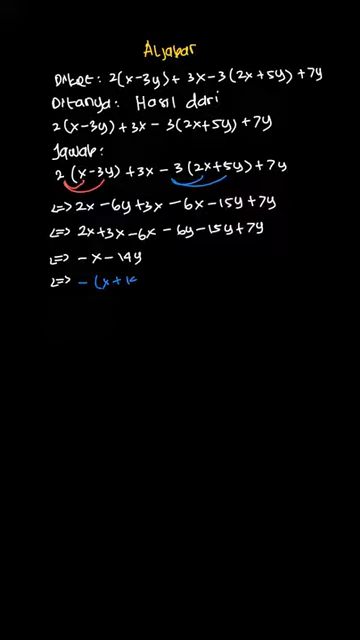 Aljabar
Diket: 2(x-3y) + 3x-3(2x+5y)+7y
Ditanya: Hasil dari
2(x-3y)+3x-3(2x+5y)+7y
Jawab:
2(x-3y)+3x-3(2x+5y)+7y
<=> 2x-6y+3x-6x-15y+7y
<=> 2x+3x-6x-6y-15y+7y
<=> -x-14y
<=> -(x+1